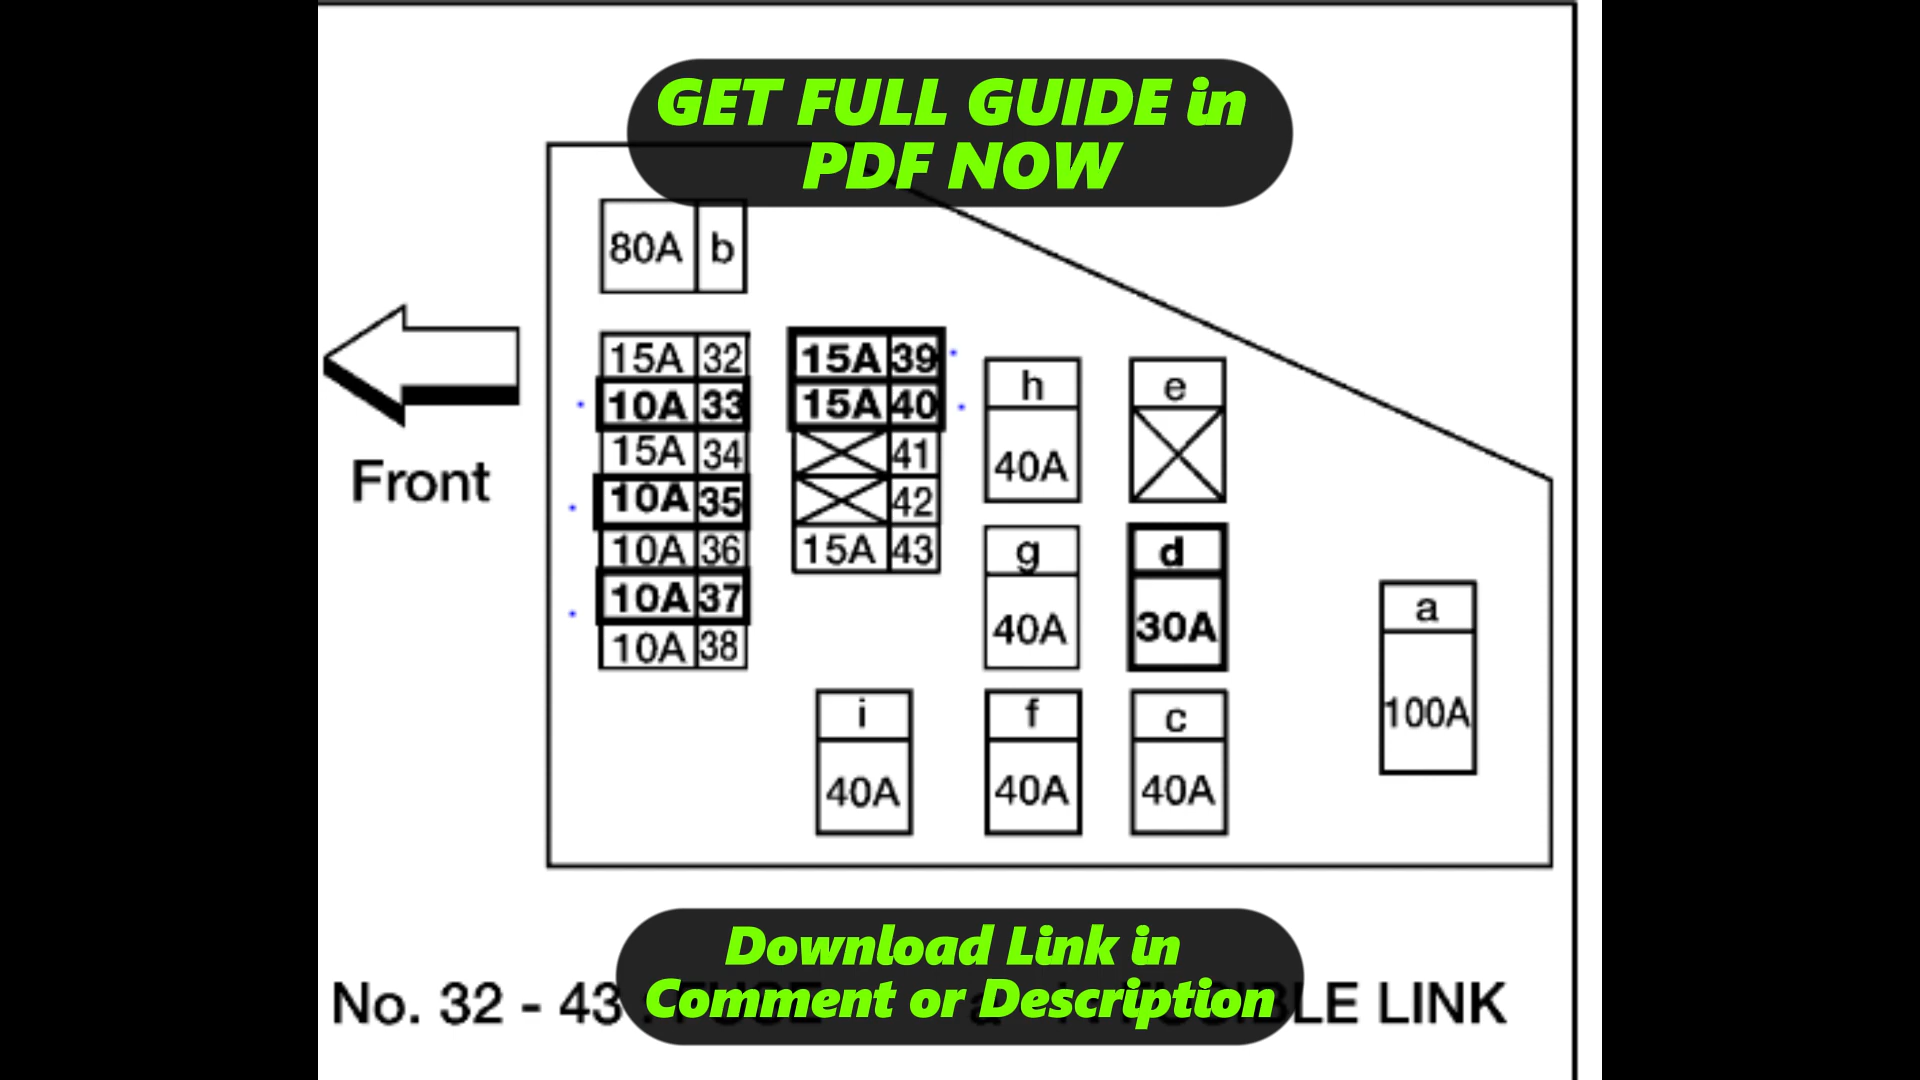 GET FULL GUIDE in
PDF NOW
80A b
15A 32
10A 33
15A 34
10A 35
10A 36
10A 37
10A 38
15A 39
15A 40
41
42
15A 43
h
40A
e
g
40A
d
30A
a
100A
i
40A
f
40A
c
40A
Front
Download Link in
Comment or Description
No. 32 - 43 : FUSE
LINK